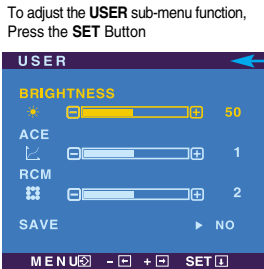 To adjust the USER sub-menu function,
Press the SET Button
USER
BRIGHTNESS
50
ACE
1
RCM
2
SAVE ▶ NO
MENU - ← + → SET ↓